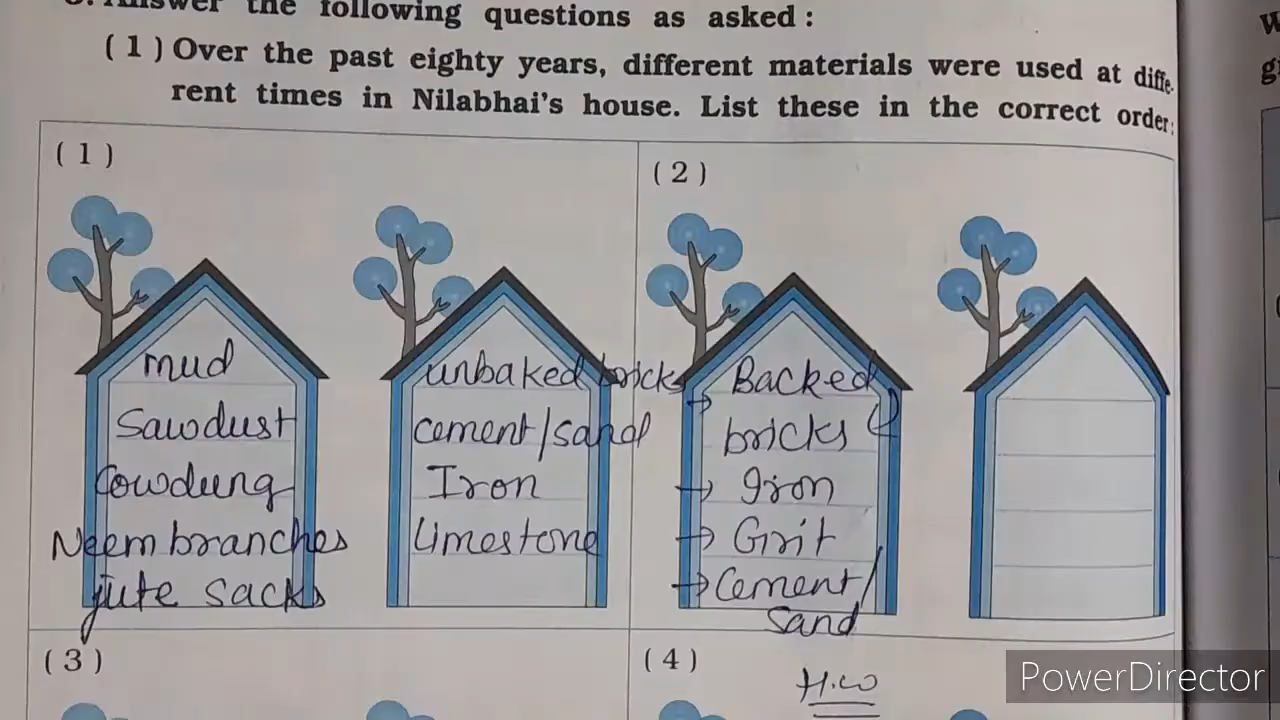 Answer the following questions as asked :
( 1 ) Over the past eighty years, different materials were used at diffe-
rent times in Nilabhai's house. List these in the correct order:
( 1 )
mud
Sawdust
Cowdung
Neem branches
jute sacks
unbaked bricks
cement/sand
Iron
Limestone
( 2 )
→ Backed
bricks
→ Iron
→ Grit
→ Cement/
Sand
( 3 )
( 4 )
H.W
PowerDirector